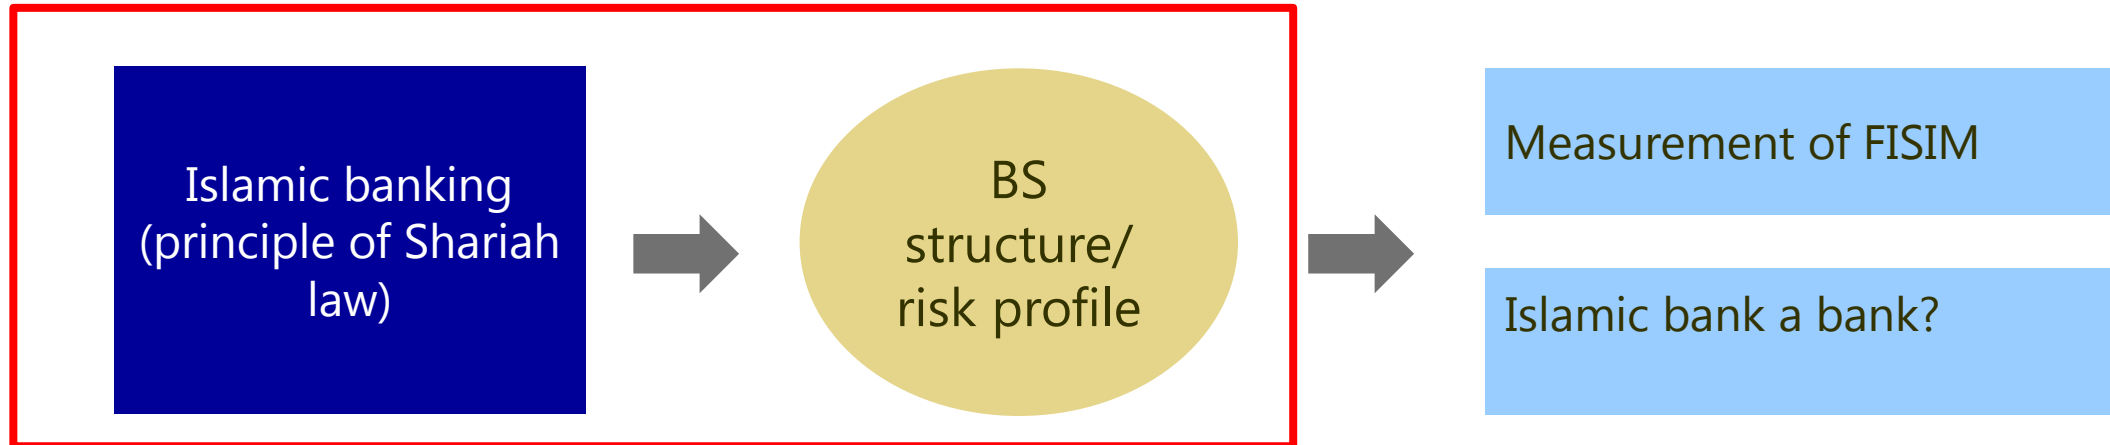 Islamic banking
(principle of Shariah
law)
BS
structure/
risk profile
Measurement of FISIM
Islamic bank a bank?